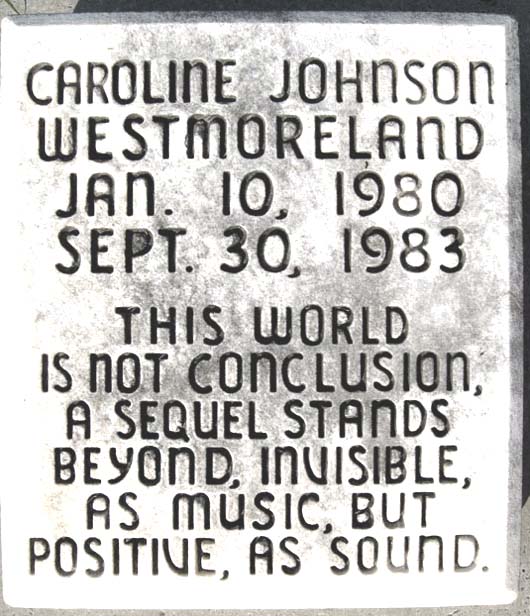 CAROLINE JOHNSON
WESTMORELAND
JAN. 10, 1980
SEPT. 30, 1983
THIS WORLD
IS NOT CONCLUSION,
A SEQUEL STANDS
BEYOND, INVISIBLE,
AS MUSIC, BUT
POSITIVE, AS SOUND.